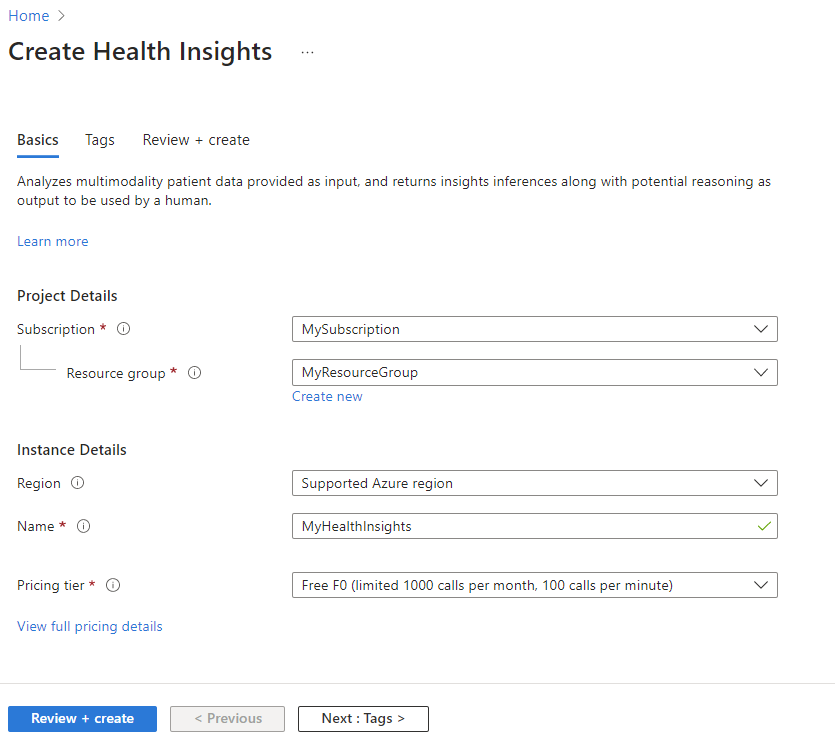 Home
Create Health Insights ...
Basics Tags Review + create
Analyzes multimodality patient data provided as input, and returns insights inferences along with potential reasoning as
output to be used by a human.
Learn more
Project Details
Subscription * MySubscription
Resource group * MyResourceGroup
Create new
Instance Details
Region Supported Azure region
Name * MyHealthInsights
Pricing tier * Free F0 (limited 1000 calls per month, 100 calls per minute)
View full pricing details
Review + create < Previous Next : Tags >